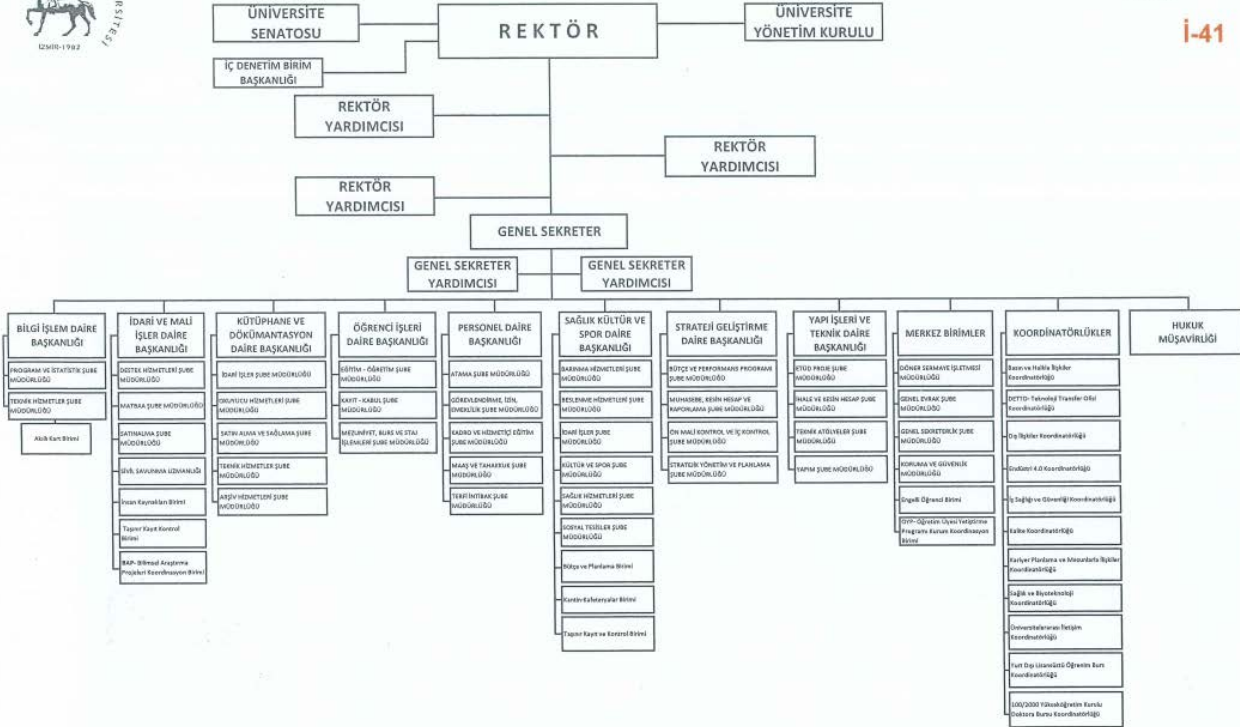 RSİTESİ
İZMİR-1982
İ-41
ÜNİVERSİTE
SENATOSU
REKTÖR
ÜNİVERSİTE
YÖNETİM KURULU
İÇ DENETİM BİRİM
BAŞKANLIĞI
REKTÖR
YARDIMCISI
REKTÖR
YARDIMCISI
REKTÖR
YARDIMCISI
GENEL SEKRETER
GENEL SEKRETER
YARDIMCISI
GENEL SEKRETER
YARDIMCISI
BİLGİ İŞLEM DAİRE
BAŞKANLIĞI
PROGRAM VE İSTATİSTİK ŞUBE
MÜDÜRLÜĞÜ
TEKNİK HİZMETLER ŞUBE
MÜDÜRLÜĞÜ
Akıllı Kart Birimi
İDARİ VE MALİ
İŞLER DAİRE
BAŞKANLIĞI
DESTEK HİZMETLERİ ŞUBE
MÜDÜRLÜĞÜ
MATBAA ŞUBE MÜDÜRLÜĞÜ
SATINALMA ŞUBE
MÜDÜRLÜĞÜ
SİVİL SAVUNMA UZMANLIĞI
İnsan Kaynakları Birimi
Taşınır Kayıt Kontrol
Birimi
BAP- Bilimsel Araştırma
Projeleri Koordinasyon Birimi
KÜTÜPHANE VE
DÖKÜMANTASYON
DAİRE BAŞKANLIĞI
İDARİ İŞLER ŞUBE MÜDÜRLÜĞÜ
OKUYUCU HİZMETLERİ ŞUBE
MÜDÜRLÜĞÜ
SATIN ALMA VE SAĞLAMA ŞUBE
MÜDÜRLÜĞÜ
TEKNİK HİZMETLER ŞUBE
MÜDÜRLÜĞÜ
ARŞİV HİZMETLERİ ŞUBE
MÜDÜRLÜĞÜ
ÖĞRENCİ İŞLERİ
DAİRE BAŞKANLIĞI
EĞİTİM - ÖĞRETİM ŞUBE
MÜDÜRLÜĞÜ
KAYIT - KABUL ŞUBE
MÜDÜRLÜĞÜ
MEZUNİYET, BURS VE STAJ
İŞLEMLERİ ŞUBE MÜDÜRLÜĞÜ
PERSONEL DAİRE
BAŞKANLIĞI
ATAMA ŞUBE MÜDÜRLÜĞÜ
GÖREVLENDİRME, İZİN,
EMEKLİLİK ŞUBE MÜDÜRLÜĞÜ
KADRO VE HİZMETİÇİ EĞİTİM
ŞUBE MÜDÜRLÜĞÜ
MAAŞ VE TAHAKKUK ŞUBE
MÜDÜRLÜĞÜ
TERFİ İNTİBAK ŞUBE
MÜDÜRLÜĞÜ
SAĞLIK KÜLTÜR VE
SPOR DAİRE
BAŞKANLIĞI
BARINMA HİZMETLERİ ŞUBE
MÜDÜRLÜĞÜ
BESLENME HİZMETLERİ ŞUBE
MÜDÜRLÜĞÜ
İDARİ İŞLER ŞUBE
MÜDÜRLÜĞÜ
KÜLTÜR VE SPOR ŞUBE
MÜDÜRLÜĞÜ
SAĞLIK HİZMETLERİ ŞUBE
MÜDÜRLÜĞÜ
SOSYAL TESİSLER ŞUBE
MÜDÜRLÜĞÜ
Bütçe ve Planlama Birimi
Kantin-Kafeteryalar Birimi
Taşınır Kayıt ve Kontrol Birimi
STRATEJİ GELİŞTİRME
DAİRE BAŞKANLIĞI
BÜTÇE VE PERFORMANS PROGRAMI
ŞUBE MÜDÜRLÜĞÜ
MUHASEBE, KESİN HESAP VE
RAPORLAMA ŞUBE MÜDÜRLÜĞÜ
ÖN MALİ KONTROL VE İÇ KONTROL
ŞUBE MÜDÜRLÜĞÜ
STRATEJİK YÖNETİM VE PLANLAMA
ŞUBE MÜDÜRLÜĞÜ
YAPI İŞLERİ VE
TEKNİK DAİRE
BAŞKANLIĞI
ETÜD PROJE ŞUBE
MÜDÜRLÜĞÜ
İHALE VE KESİN HESAP ŞUBE
MÜDÜRLÜĞÜ
TEKNİK ATÖLYELER ŞUBE
MÜDÜRLÜĞÜ
YAPIM ŞUBE MÜDÜRLÜĞÜ
MERKEZ BİRİMLER
DÖNER SERMAYE İŞLETMESİ
MÜDÜRLÜĞÜ
GENEL EVRAK ŞUBE
MÜDÜRLÜĞÜ
GENEL SEKRETERLİK ŞUBE
MÜDÜRLÜĞÜ
KORUMA VE GÜVENLİK
MÜDÜRLÜĞÜ
Engelli Öğrenci Birimi
ÖYP- Öğretim Üyesi Yetiştirme
Programı Kurum Koordinasyon
Birimi
KOORDİNATÖRLÜKLER
Basın ve Halkla İlişkiler
Koordinatörlüğü
DETTO- Teknoloji Transfer Ofisi
Koordinatörlüğü
Dış İlişkiler Koordinatörlüğü
Endüstri 4.0 Koordinatörlüğü
İş Sağlığı ve Güvenliği Koordinatörlüğü
Kalite Koordinatörlüğü
Kariyer Planlama ve Mezunlarla İlişkiler
Koordinatörlüğü
Sağlık ve Biyoteknoloji
Koordinatörlüğü
Üniversitelerarası İletişim
Koordinatörlüğü
Yurt Dışı Lisansüstü Öğrenim Burs
Koordinatörlüğü
100/2000 Yükseköğretim Kurulu
Doktora Bursu Koordinatörlüğü
HUKUK
MÜŞAVİRLİĞİ